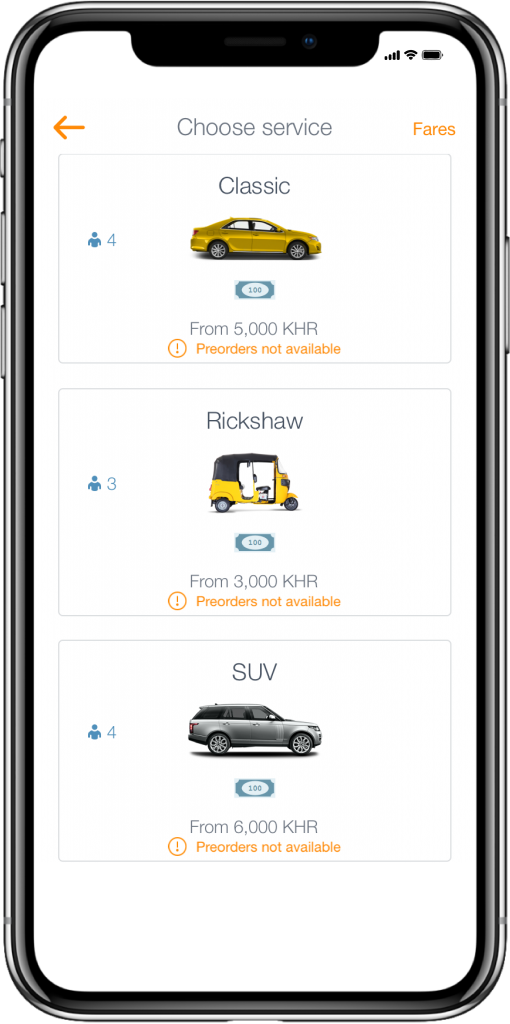 Choose service
Fares
Classic
4
100
From 5,000 KHR
Preorders not available
Rickshaw
3
100
From 3,000 KHR
Preorders not available
SUV
4
100
From 6,000 KHR
Preorders not available